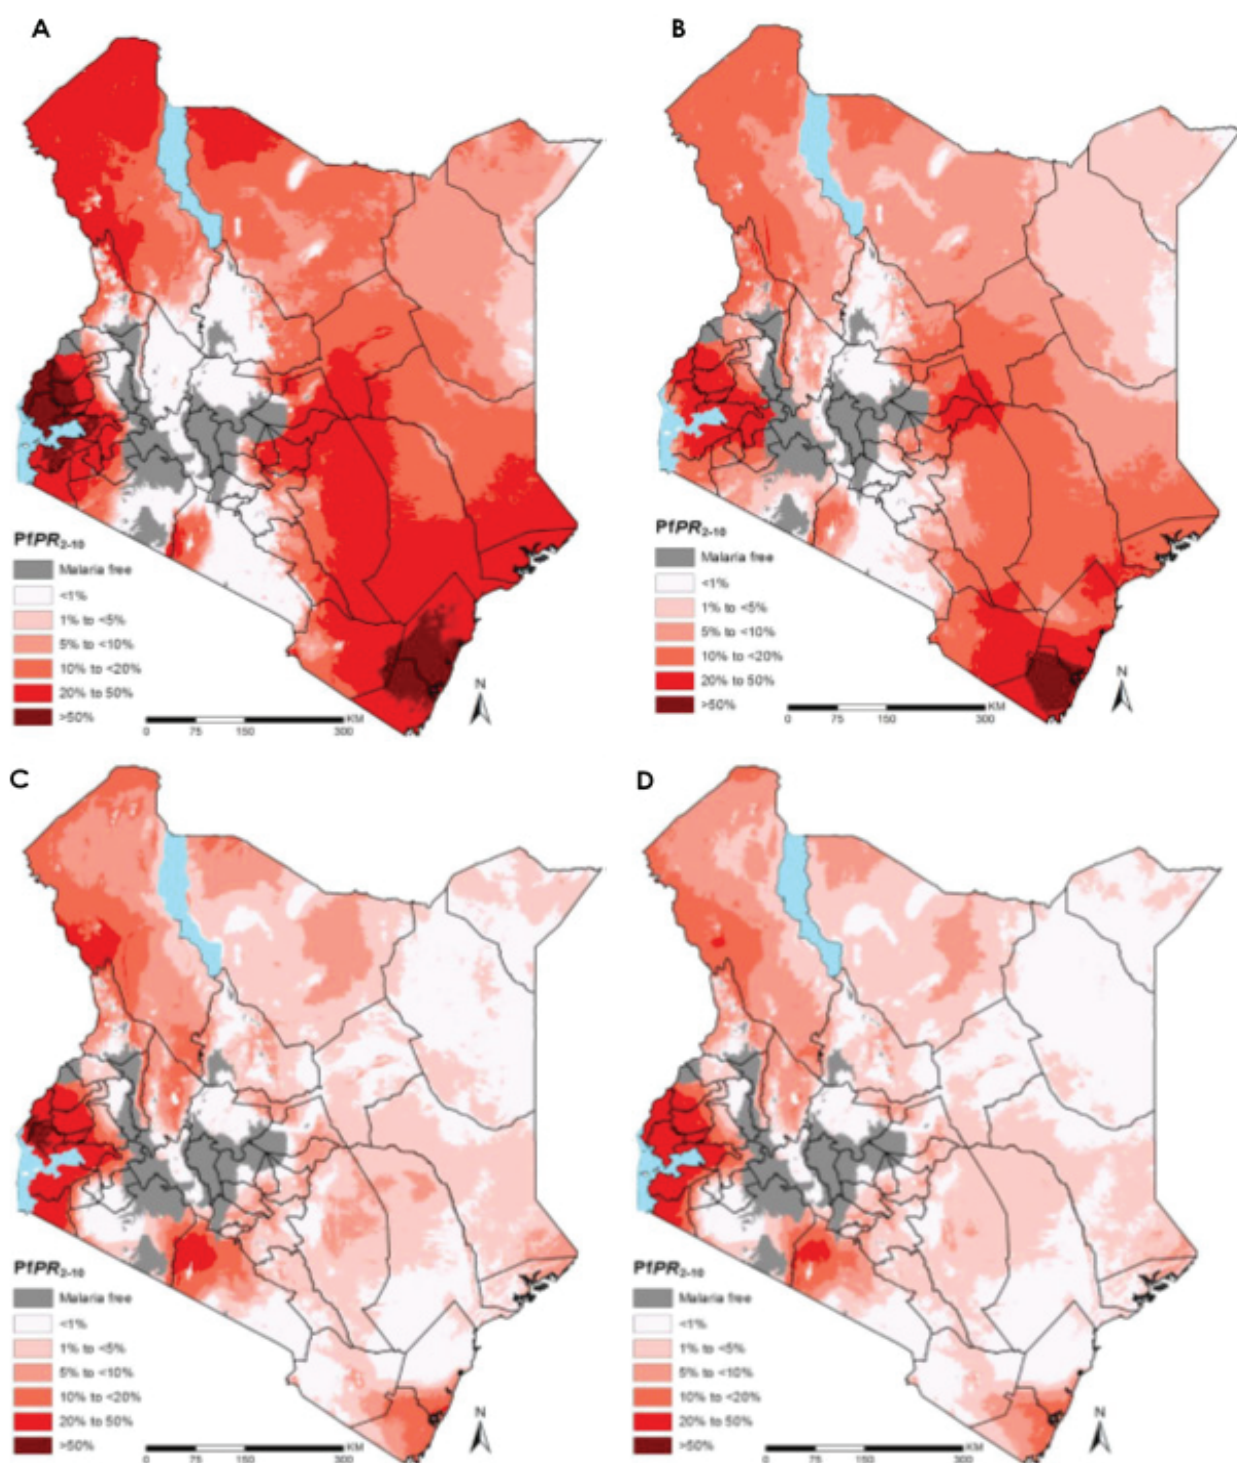 A
B
PfPR2-10
Malaria free
<1%
1% to <5%
5% to <10%
10% to <20%
20% to 50%
>50%
0 75 150 300
KM
N
PfPR2-10
Malaria free
<1%
1% to <5%
5% to <10%
10% to <20%
20% to 50%
>50%
0 75 150 300
KM
N
C
D
PfPR2-10
Malaria free
<1%
1% to <5%
5% to <10%
10% to <20%
20% to 50%
>50%
0 75 150 300
KM
N
PfPR2-10
Malaria free
<1%
1% to <5%
5% to <10%
10% to <20%
20% to 50%
>50%
0 75 150 300
KM
N